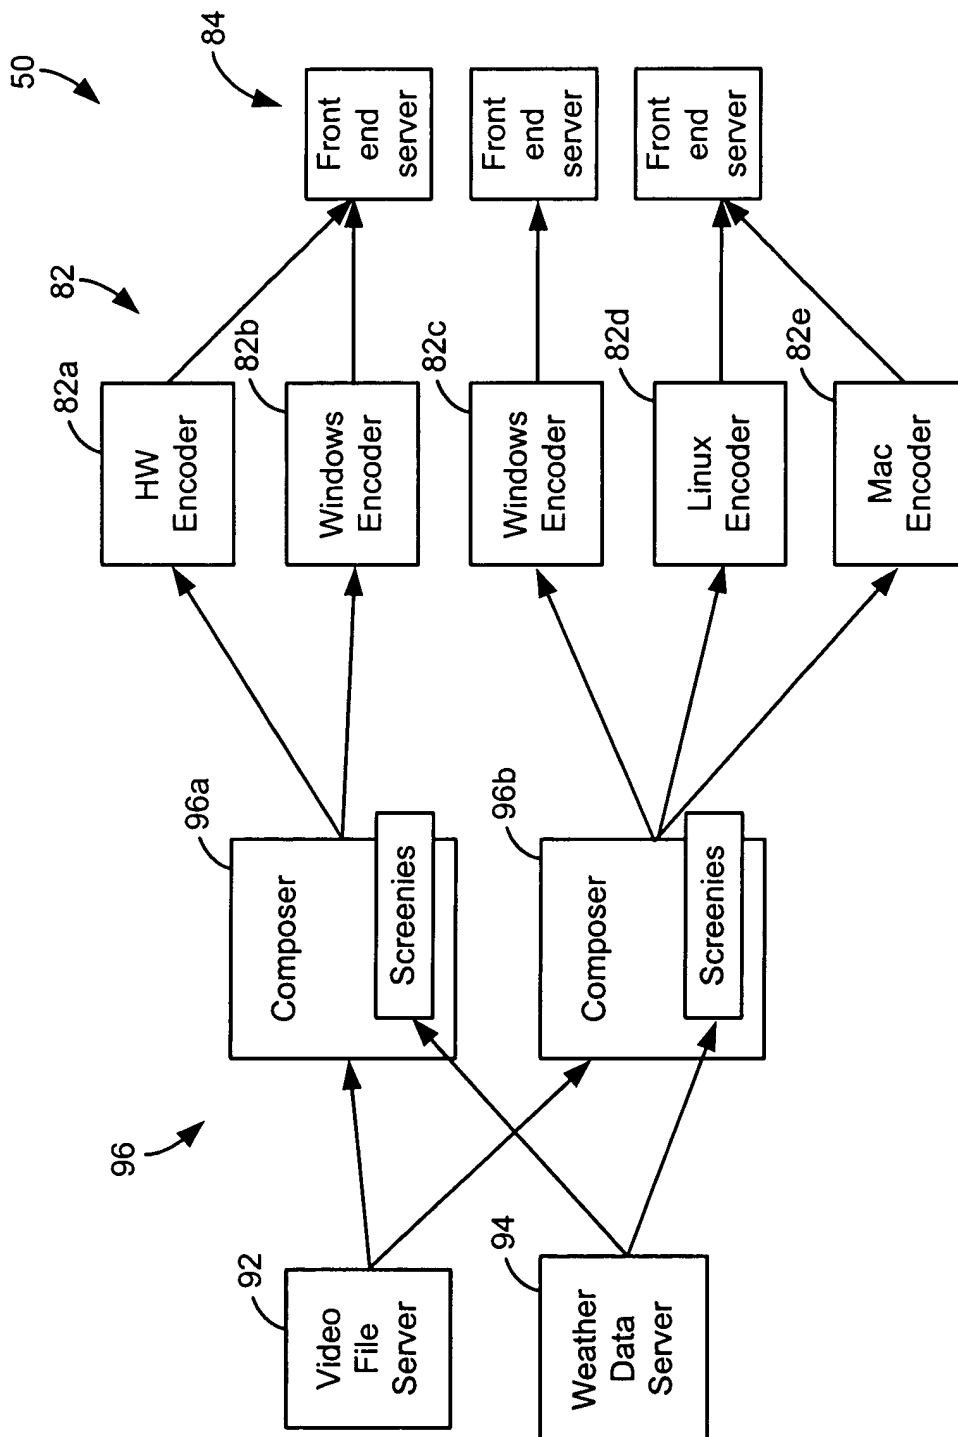 50
84
Front
end
server
Front
end
server
Front
end
server
82
82a
HW
Encoder
82b
Windows
Encoder
82c
Windows
Encoder
82d
Linux
Encoder
82e
Mac
Encoder
96a
Composer
Screenies
96b
Composer
Screenies
96
92
Video
File
Server
94
Weather
Data
Server